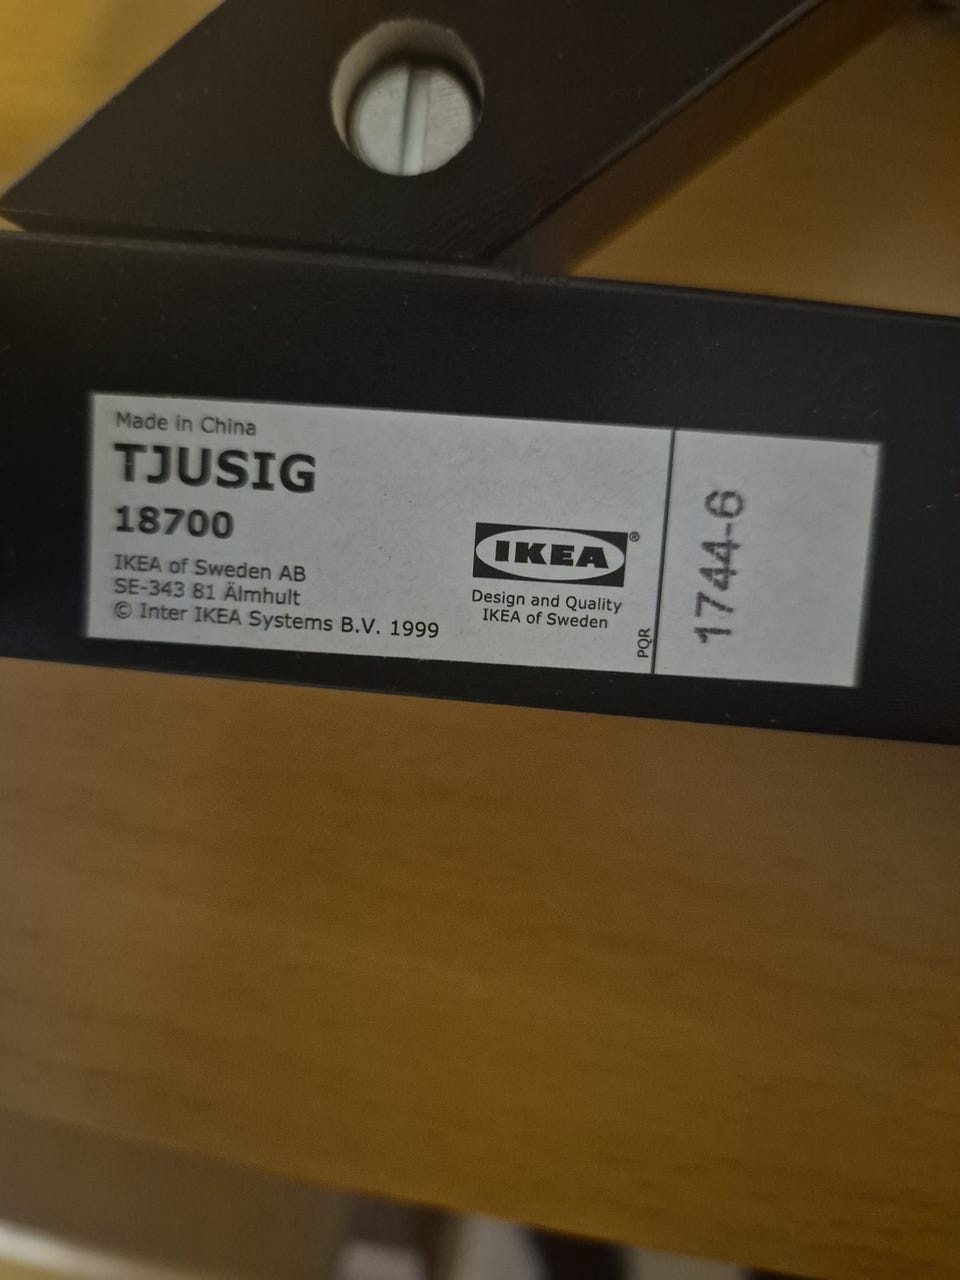 Made in China
TJUSIG
18700
IKEA of Sweden AB
SE-343 81 Älmhult
© Inter IKEA Systems B.V. 1999
IKEA®
Design and Quality
IKEA of Sweden
PQR
1744-6